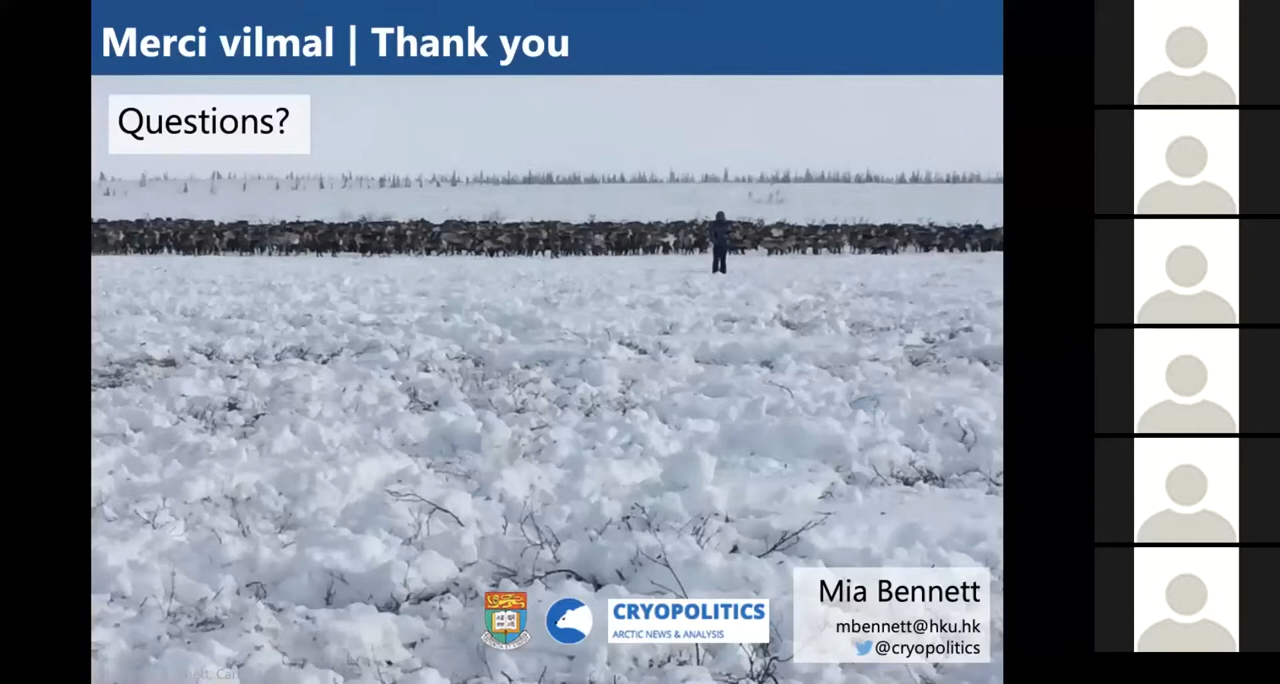 Merci vilmal | Thank you
Questions?
CRYOPOLITICS
ARCTIC NEWS & ANALYSIS
Mia Bennett
mbennett@hku.hk
@cryopolitics